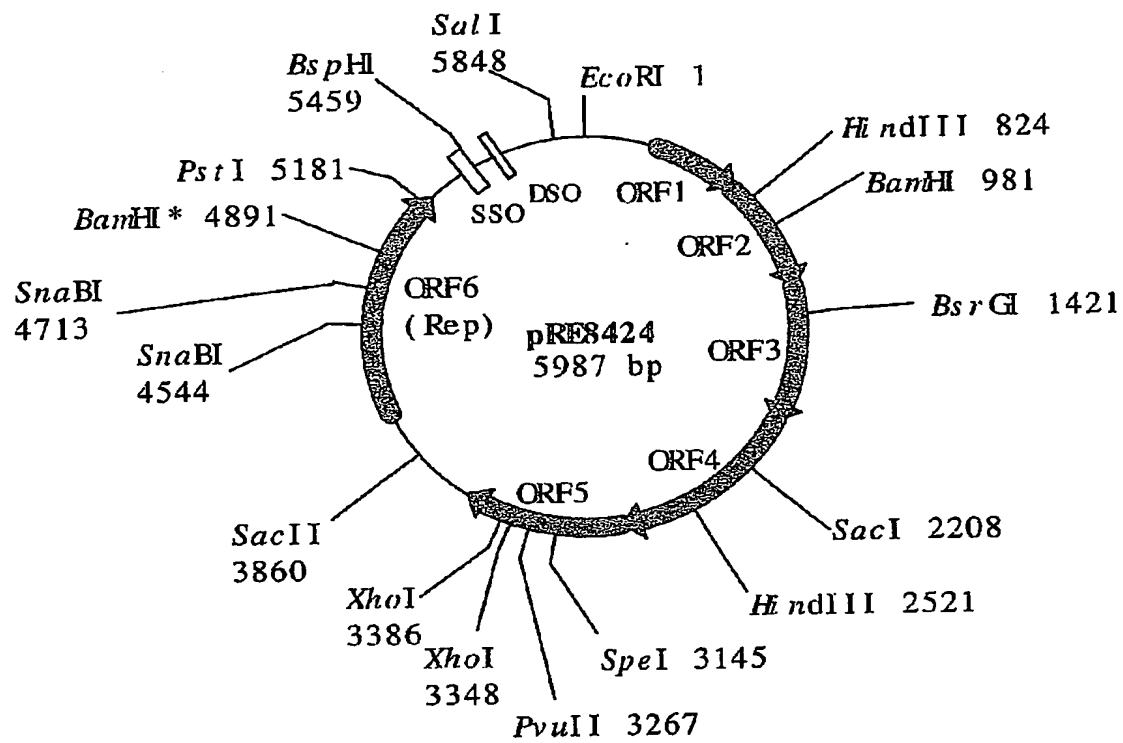 SalI
5848
EcoRI 1
BspHI
5459
HindIII 824
PstI 5181
BamHI 981
DSO
ORF1
SSO
BamHI* 4891
ORF2
SnaBI
4713
ORF6
(Rep)
BsrGI 1421
pRE8424
5987 bp
ORF3
SnaBI
4544
ORF4
ORF5
SacII
3860
SacI 2208
XhoI
3386
HindIII 2521
XhoI
3348
SpeI 3145
PvuII 3267